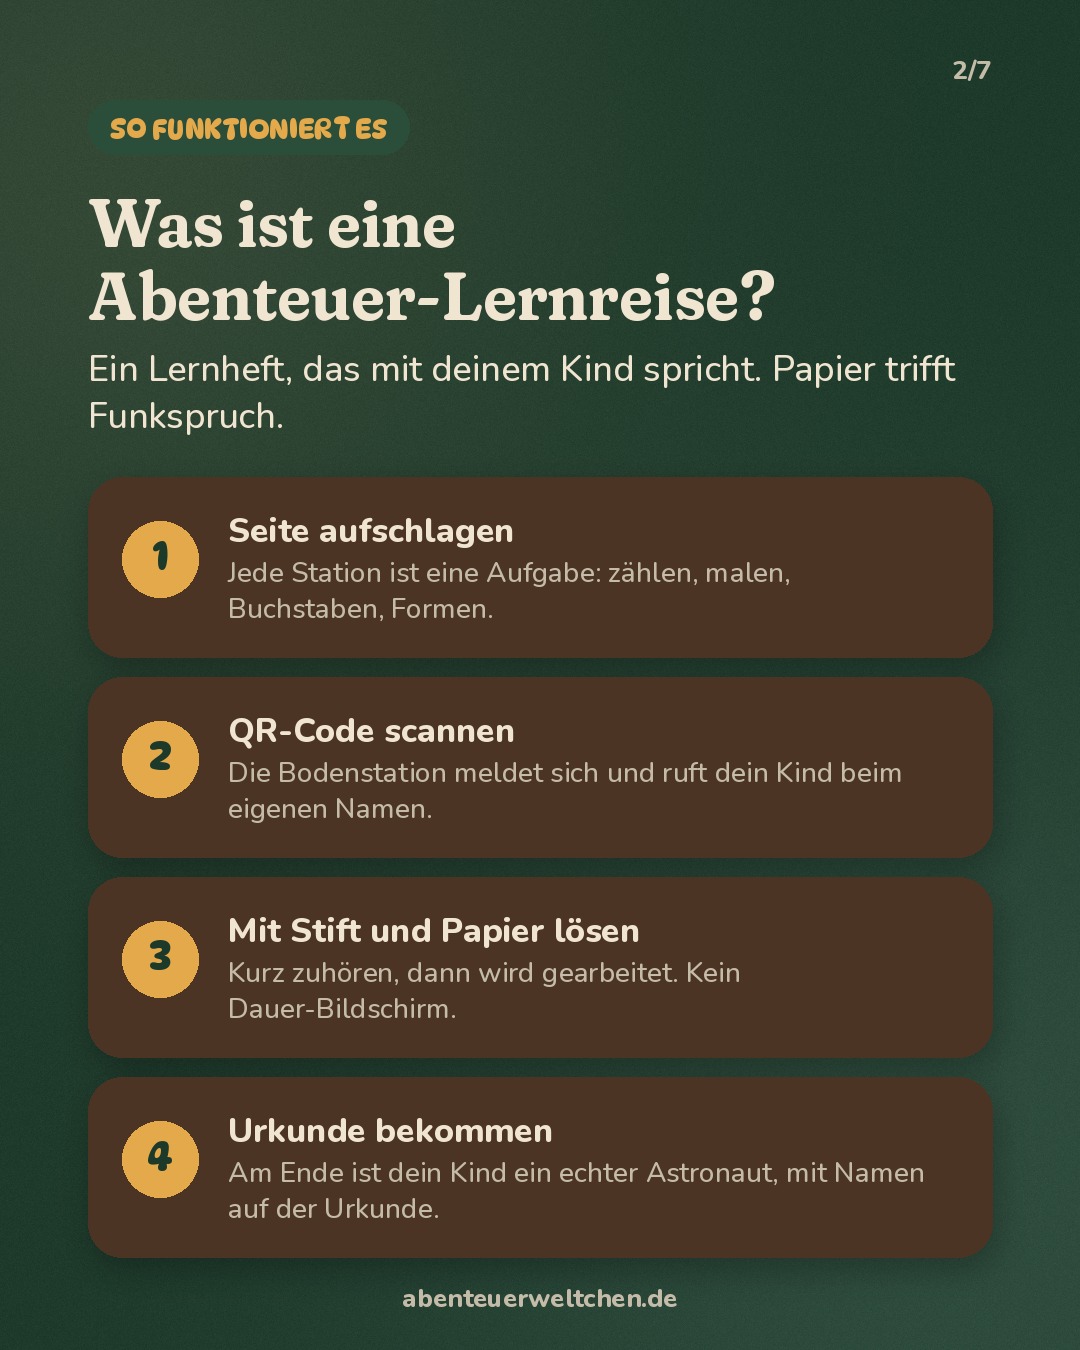 2/7
SO FUNKTIONIERT ES
Was ist eine
Abenteuer-Lernreise?
Ein Lernheft, das mit deinem Kind spricht. Papier trifft
Funkspruch.
1
Seite aufschlagen
Jede Station ist eine Aufgabe: zählen, malen,
Buchstaben, Formen.
2
QR-Code scannen
Die Bodenstation meldet sich und ruft dein Kind beim
eigenen Namen.
3
Mit Stift und Papier lösen
Kurz zuhören, dann wird gearbeitet. Kein
Dauer-Bildschirm.
4
Urkunde bekommen
Am Ende ist dein Kind ein echter Astronaut, mit Namen
auf der Urkunde.
abenteuerweltchen.de